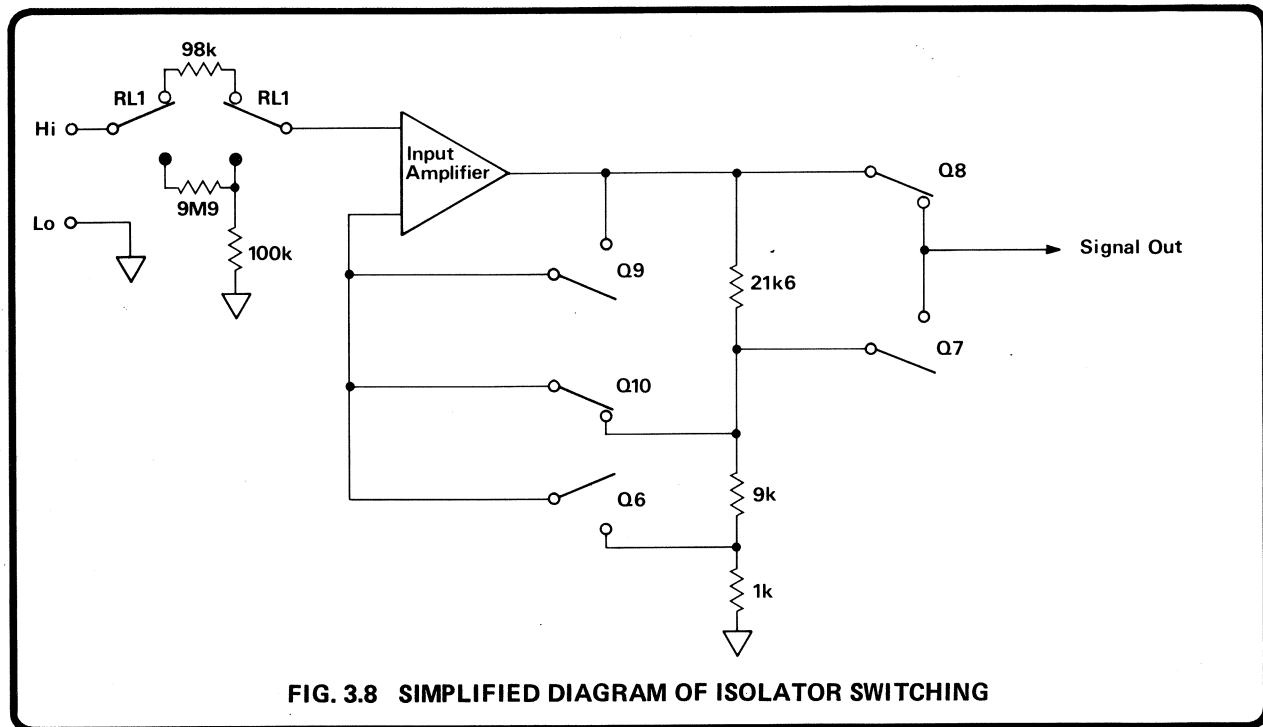 98k
RL1
RL1
Hi
Input
Amplifier
Q8
9M9
Lo
100k
Signal Out
Q9
21k6
Q7
Q10
9k
Q6
1k
FIG. 3.8 SIMPLIFIED DIAGRAM OF ISOLATOR SWITCHING